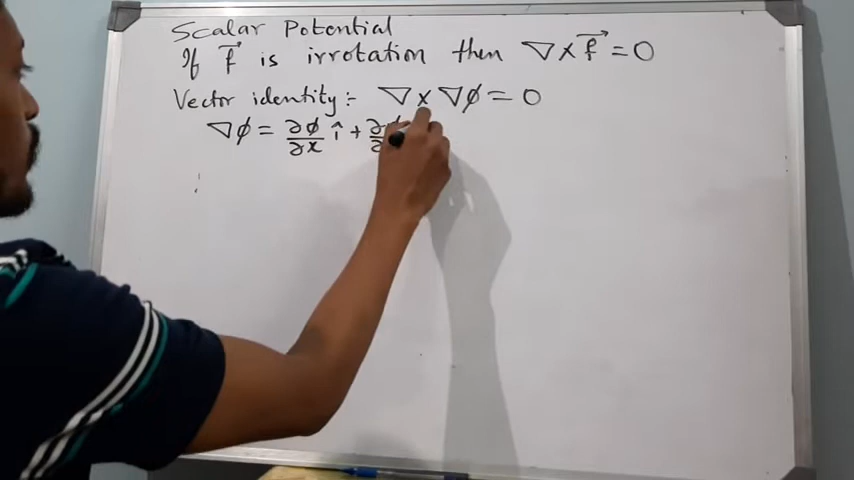 Scalar Potential
If f⃗ is irrotation then ∇×f⃗ = 0
Vector identity:- ∇×∇ϕ = 0
∇ϕ = ∂ϕ/∂x î +